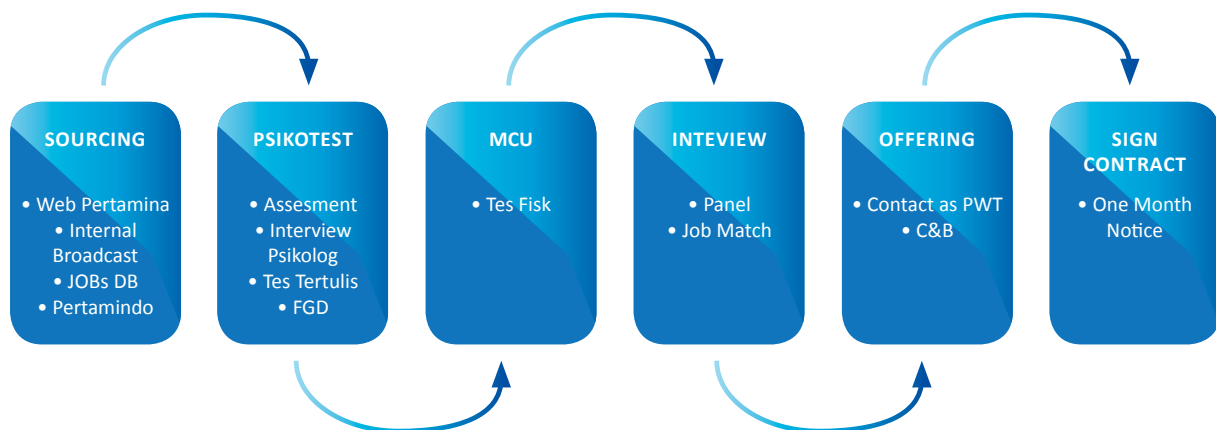 SOURCING
• Web Pertamina
• Internal
Broadcast
• JOBs DB
• Pertamindo
PSIKOTEST
• Assesment
• Interview
Psikolog
• Tes Tertulis
• FGD
MCU
• Tes Fisk
INTEVIEW
• Panel
• Job Match
OFFERING
• Contact as PWT
• C&B
SIGN
CONTRACT
• One Month
Notice